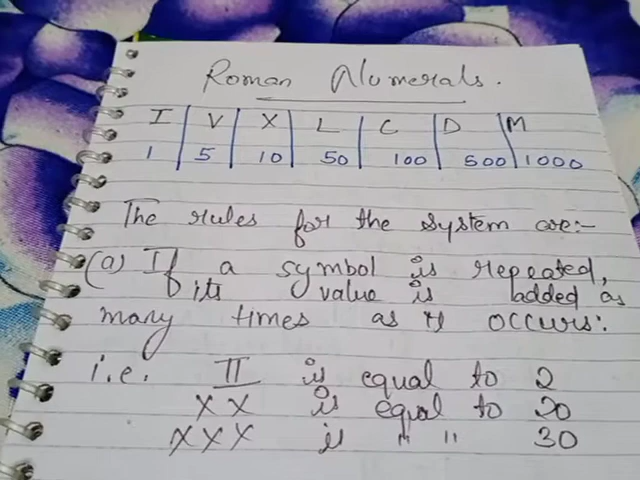 Roman Numerals.
I V X L C D M
1 5 10 50 100 500 1000
The rules for the system are:-
(a) If a symbol is repeated,
its value is added as
many times as it occurs:
i.e. II is equal to 2
XX is equal to 20
XXX is " " 30